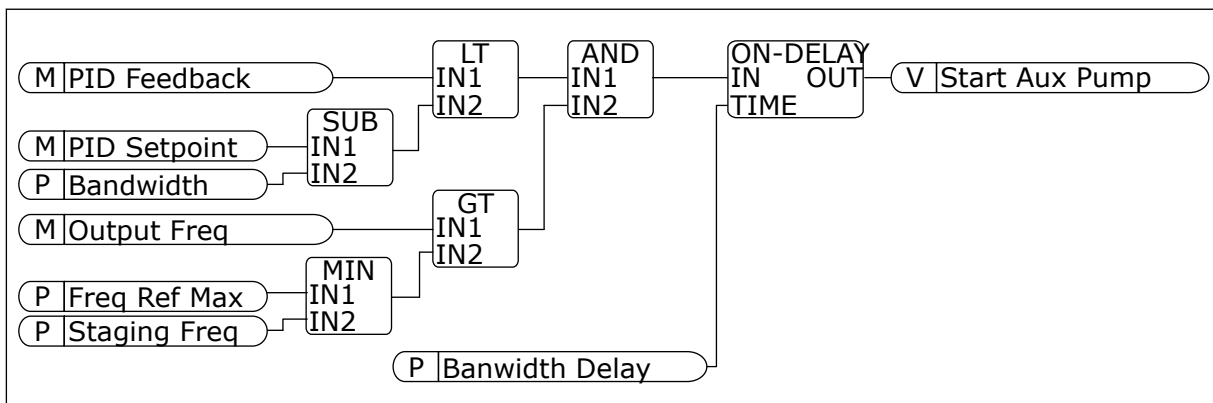 LT
AND
ON-DELAY
M PID Feedback
IN1
IN1
IN OUT
V Start Aux Pump
IN2
IN2
TIME
SUB
M PID Setpoint
IN1
P Bandwidth
IN2
GT
M Output Freq
IN1
IN2
MIN
P Freq Ref Max
IN1
P Staging Freq
IN2
P Banwidth Delay